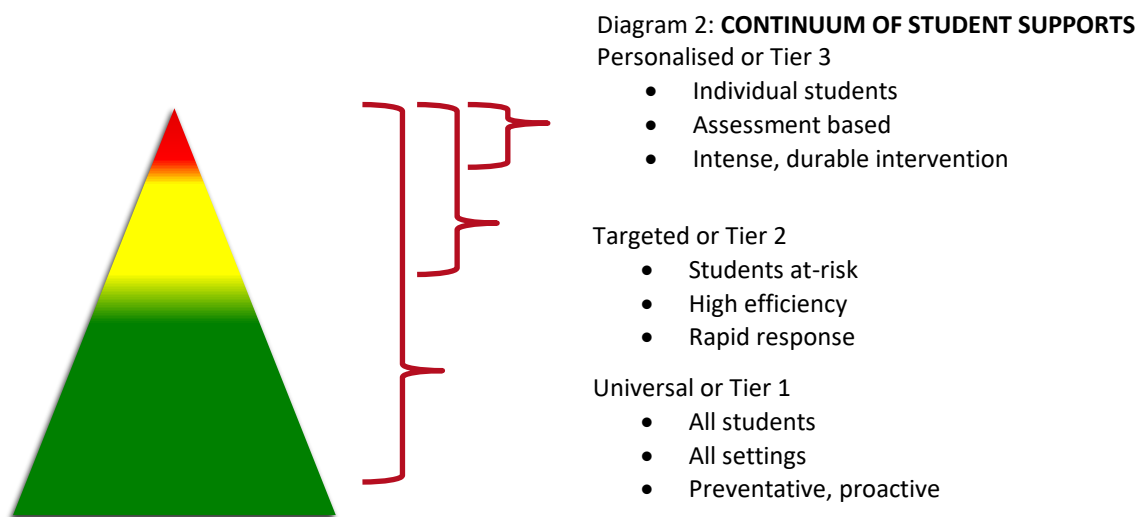 Diagram 2: CONTINUUM OF STUDENT SUPPORTS
Personalised or Tier 3
• Individual students
• Assessment based
• Intense, durable intervention
Targeted or Tier 2
• Students at-risk
• High efficiency
• Rapid response
Universal or Tier 1
• All students
• All settings
• Preventative, proactive